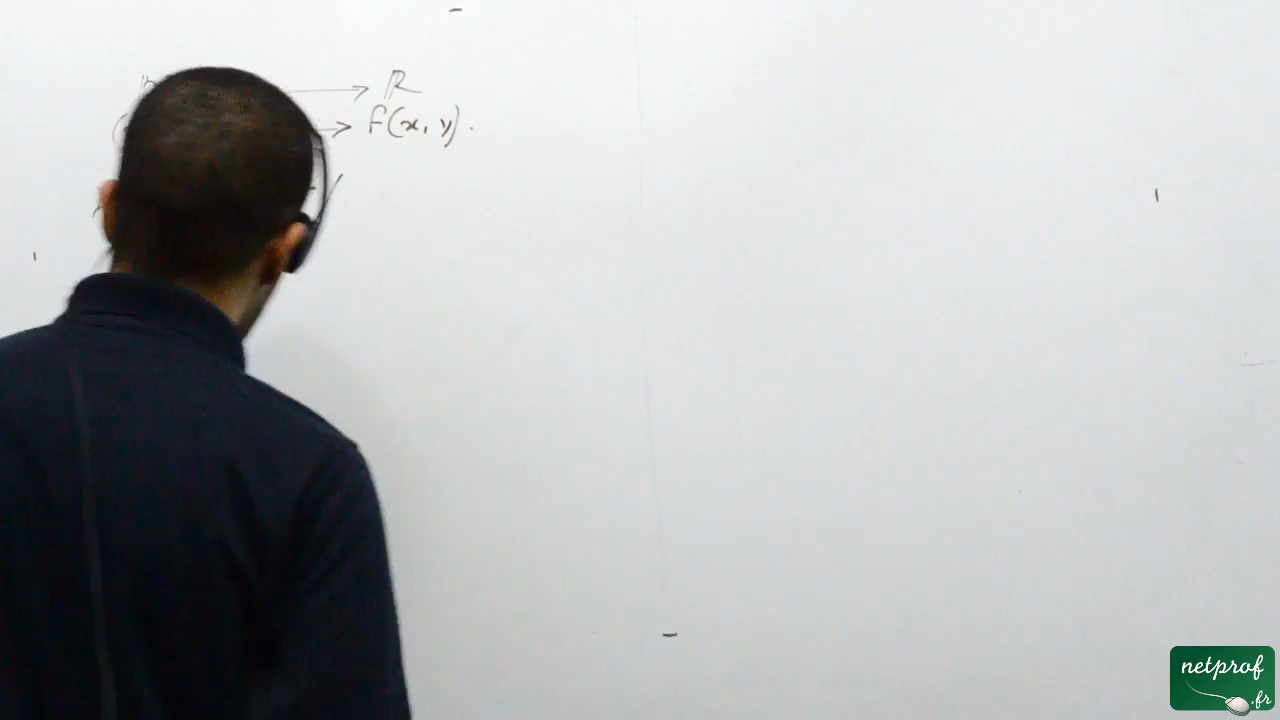 → ℝ
→ f(x, y).
netprof
.fr